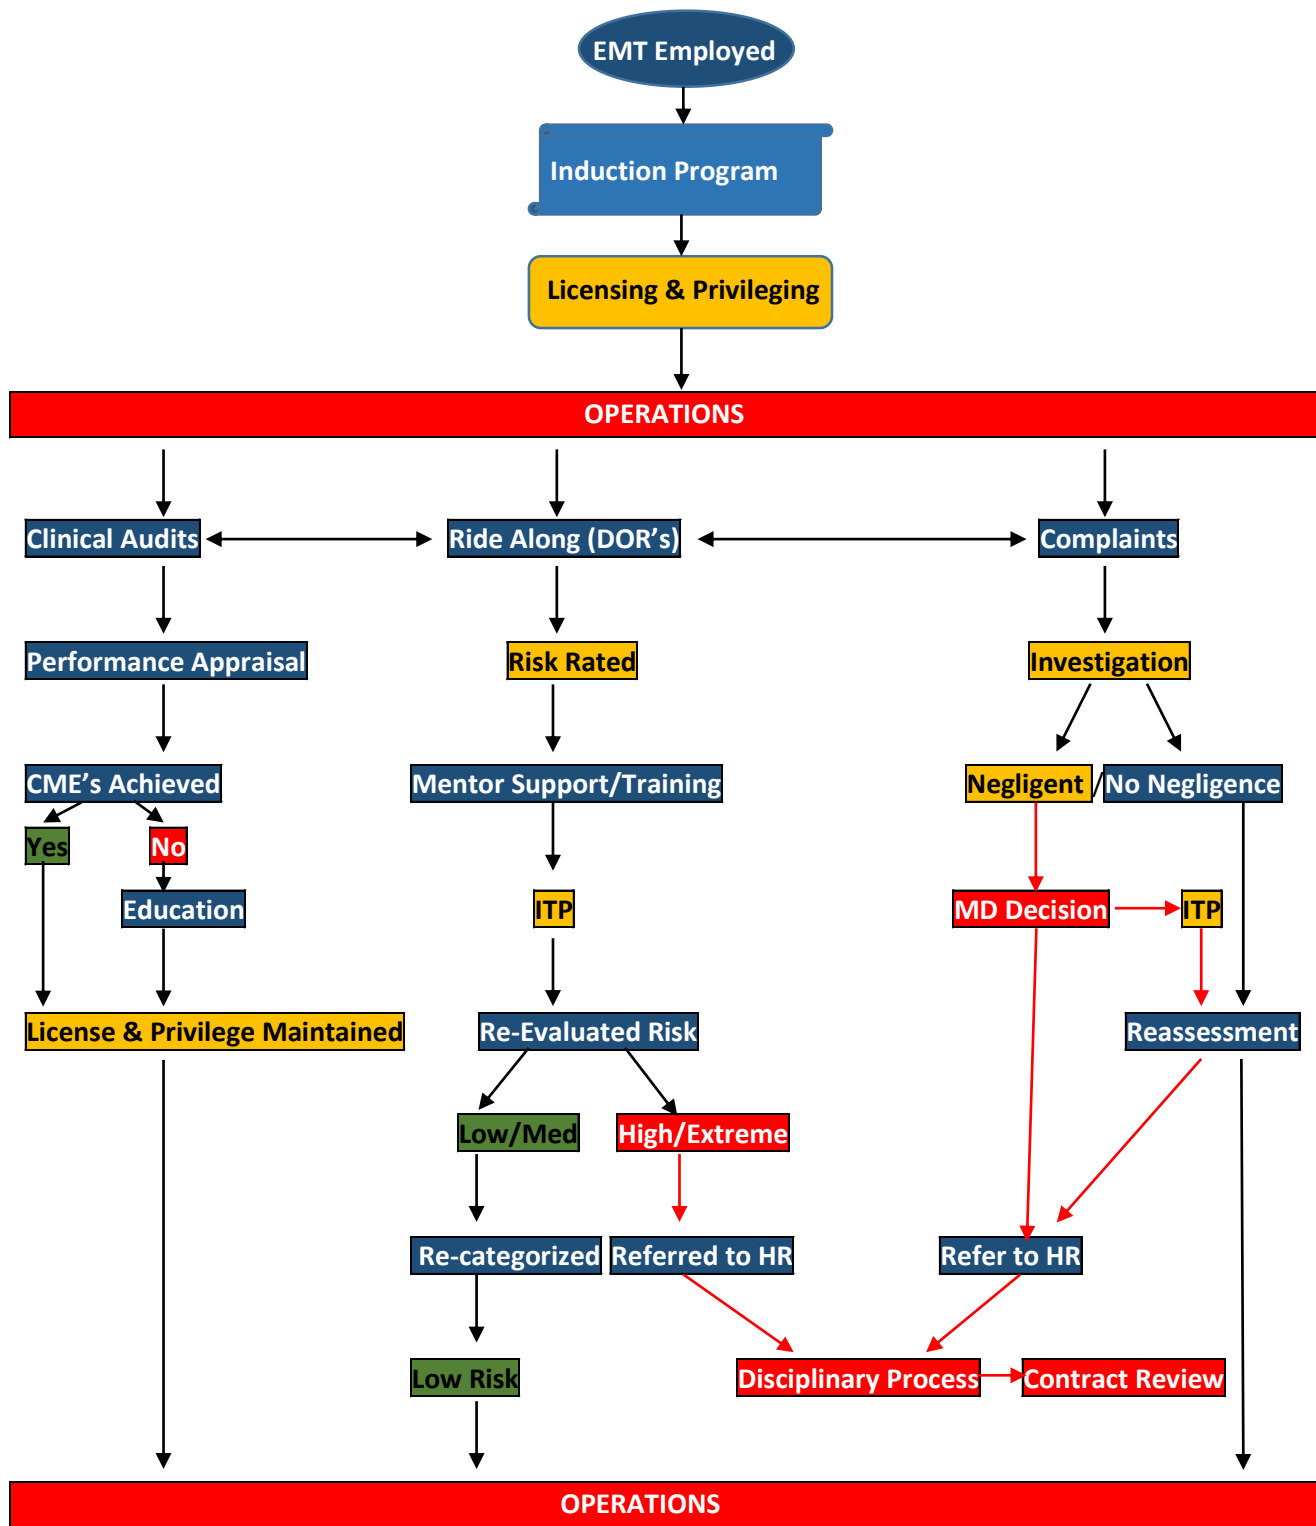 EMT Employed
Induction Program
Licensing & Privileging
OPERATIONS
Clinical Audits
Ride Along (DOR's)
Complaints
Performance Appraisal
Risk Rated
Investigation
CME's Achieved
Mentor Support/Training
Negligent / No Negligence
Yes
No
Education
ITP
MD Decision
ITP
License & Privilege Maintained
Re-Evaluated Risk
Reassessment
Low/Med
High/Extreme
Re-categorized
Referred to HR
Refer to HR
Low Risk
Disciplinary Process
Contract Review
OPERATIONS